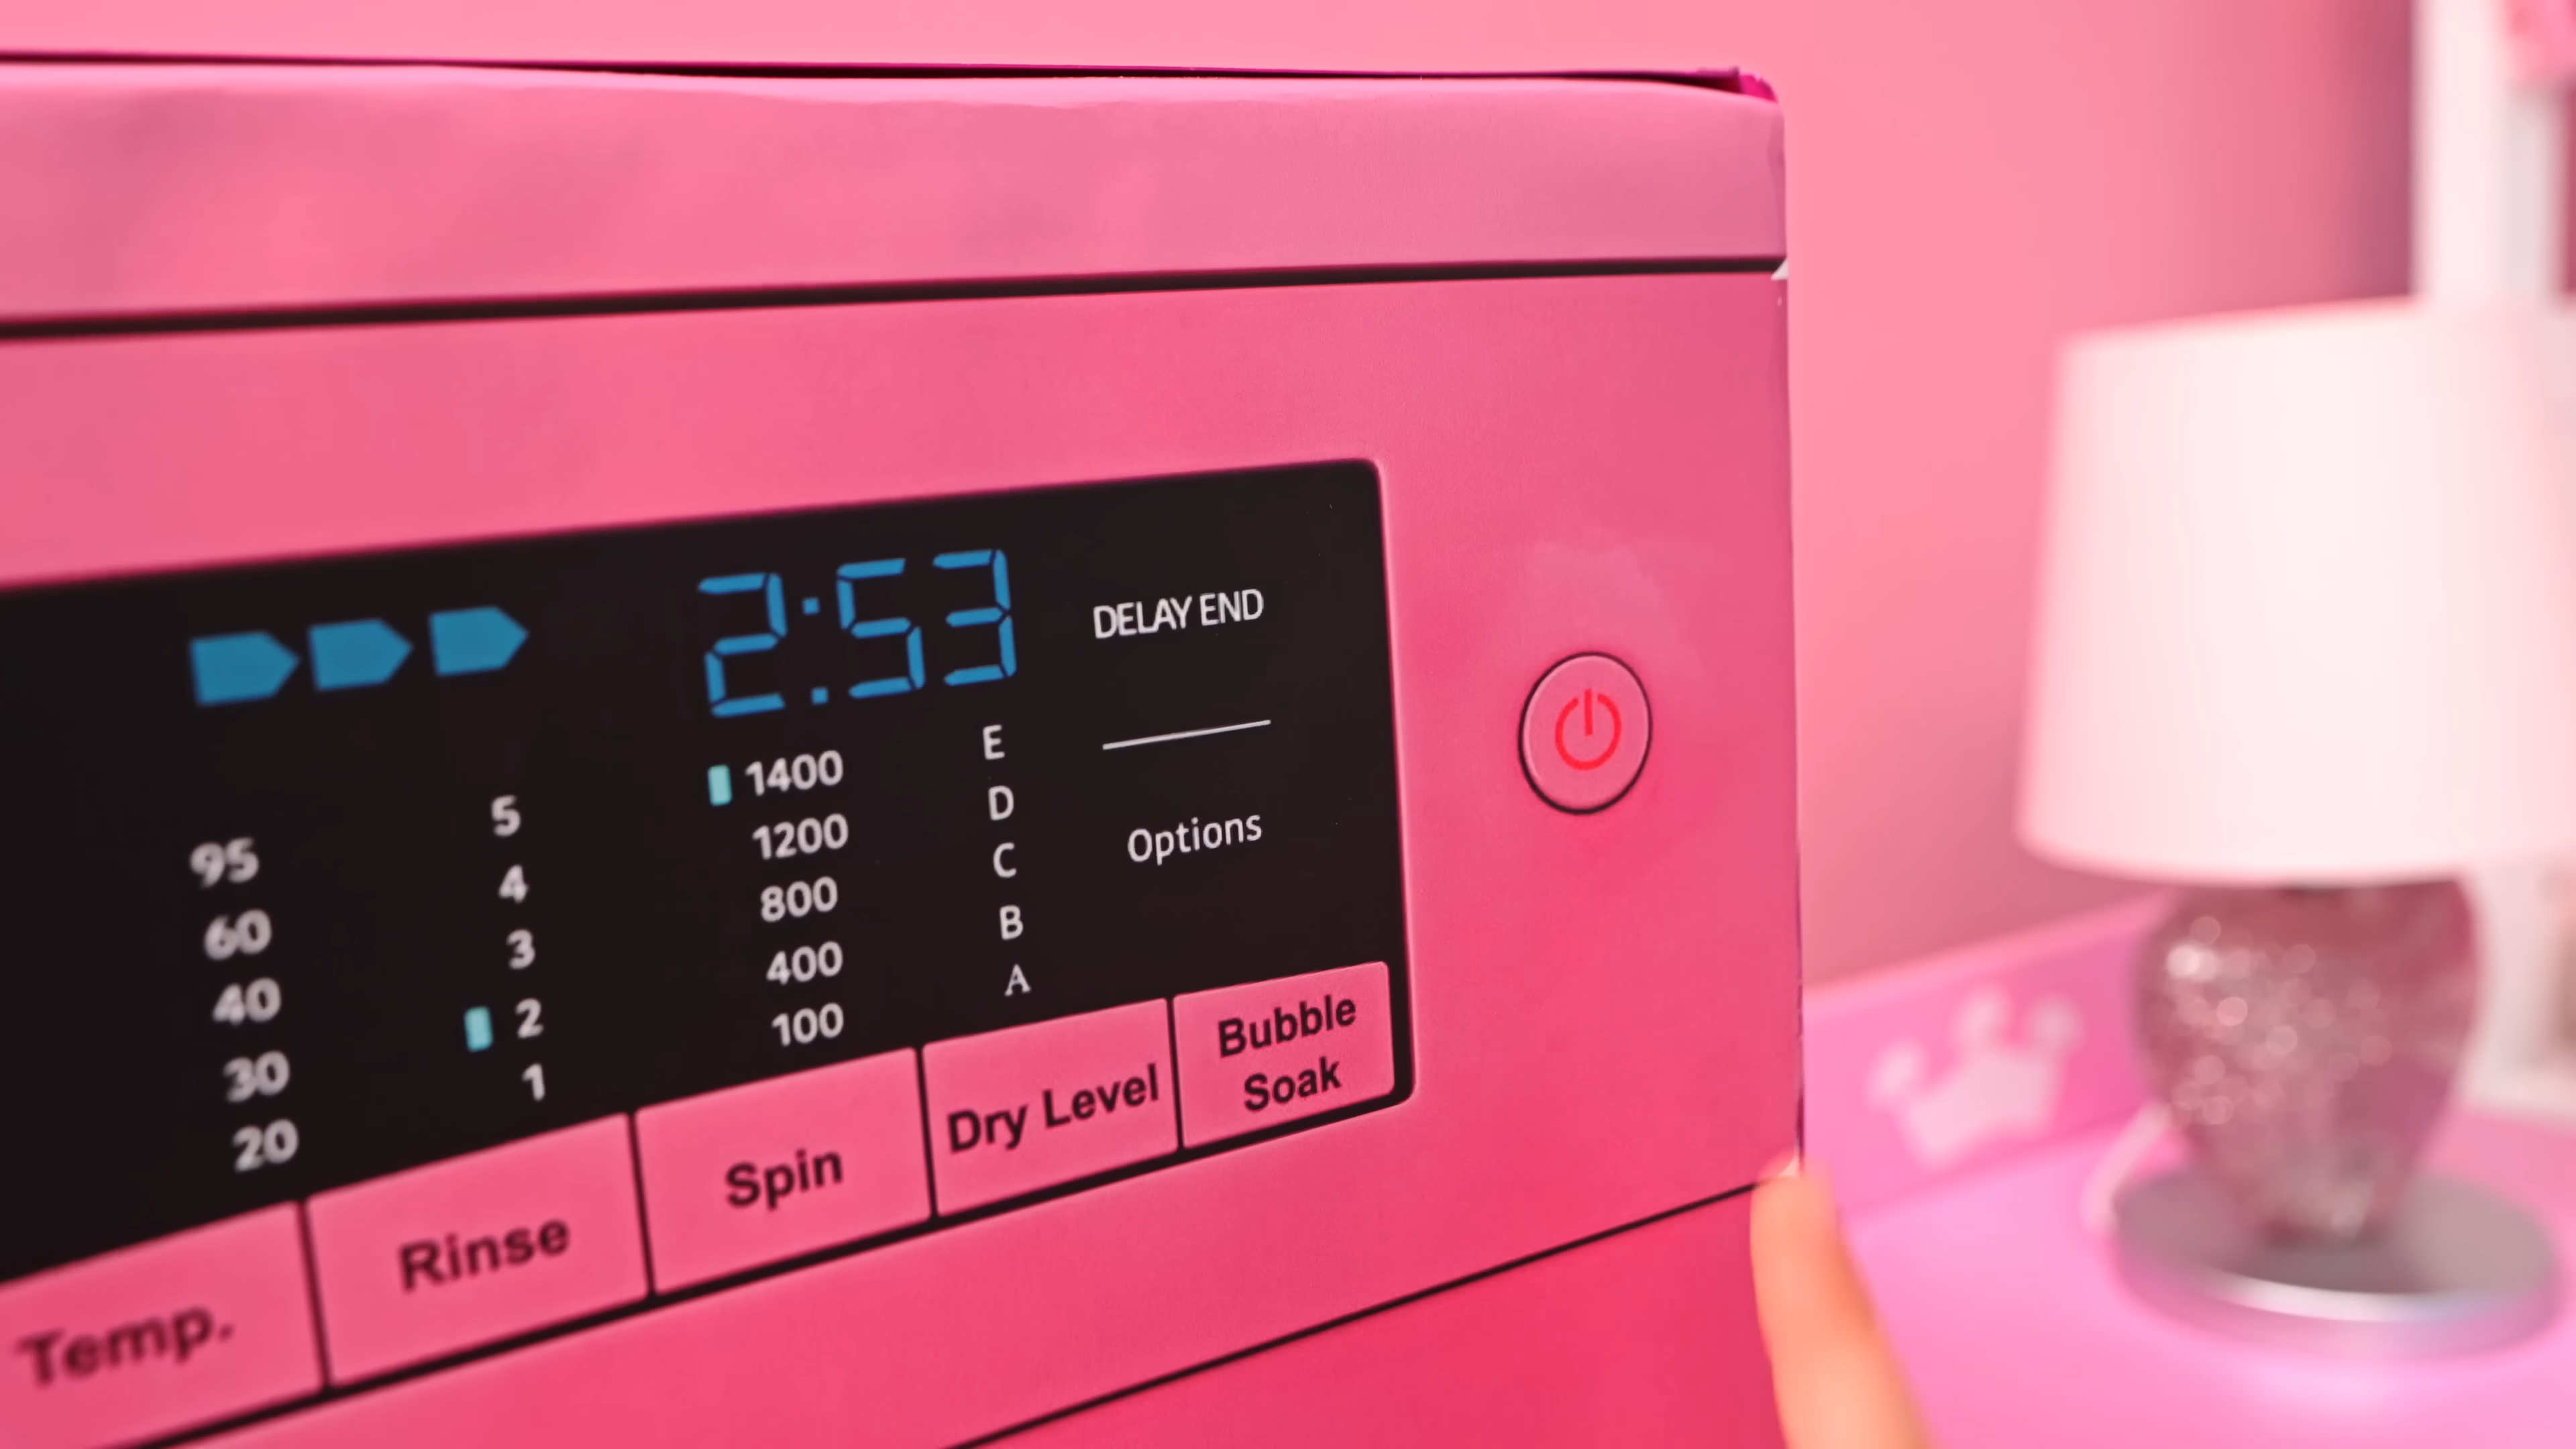 2:53
DELAY END
95
60
40
30
20
5
4
3
2
1
1400
1200
800
400
100
E
D
C
B
A
Options
Temp.
Rinse
Spin
Dry Level
Bubble
Soak